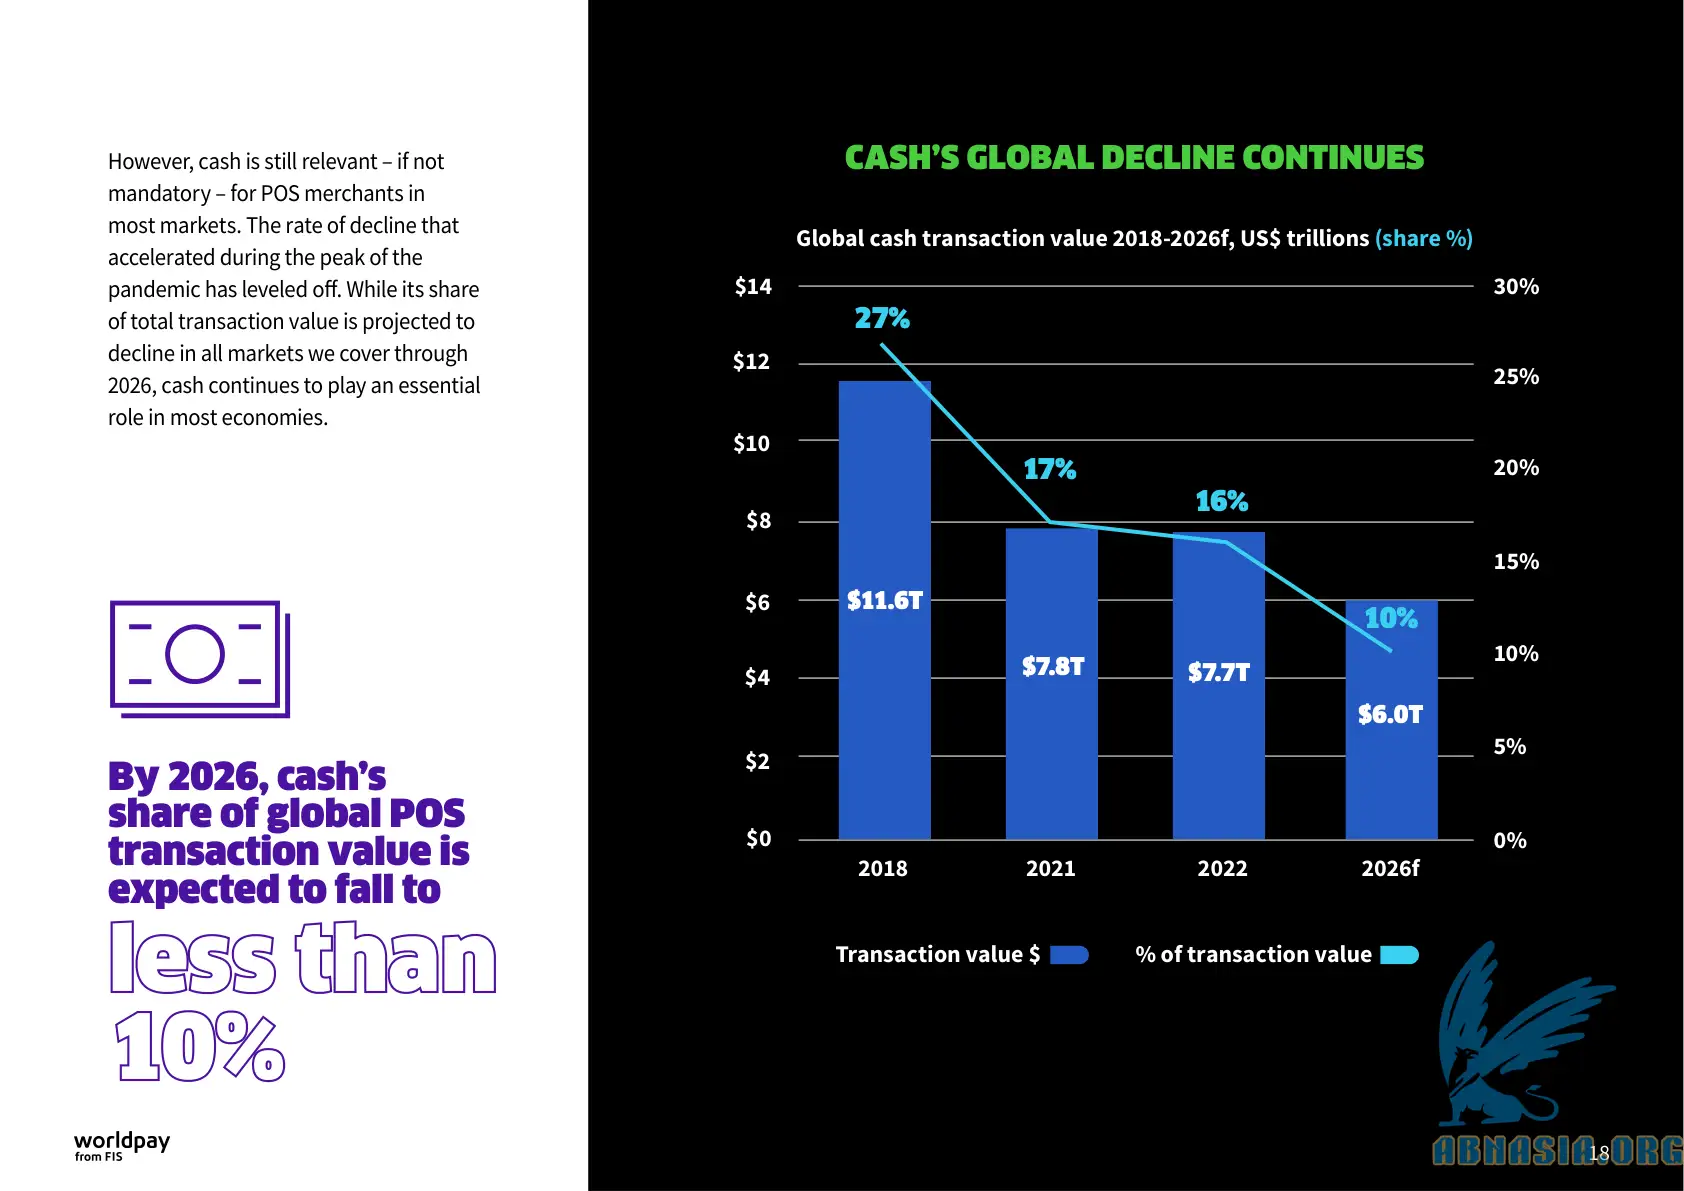 However, cash is still relevant – if not
mandatory – for POS merchants in
most markets. The rate of decline that
accelerated during the peak of the
pandemic has leveled off. While its share
of total transaction value is projected to
decline in all markets we cover through
2026, cash continues to play an essential
role in most economies.
By 2026, cash’s
share of global POS
transaction value is
expected to fall to
less than
10%
worldpay
from FIS
CASH’S GLOBAL DECLINE CONTINUES
Global cash transaction value 2018-2026f, US$ trillions (share %)
$14
$12
$10
$8
$6
$4
$2
$0
30%
25%
20%
15%
10%
5%
0%
27%
17%
16%
10%
$11.6T
$7.8T
$7.7T
$6.0T
2018 2021 2022 2026f
Transaction value $ % of transaction value
ABNASIA.ORG
18